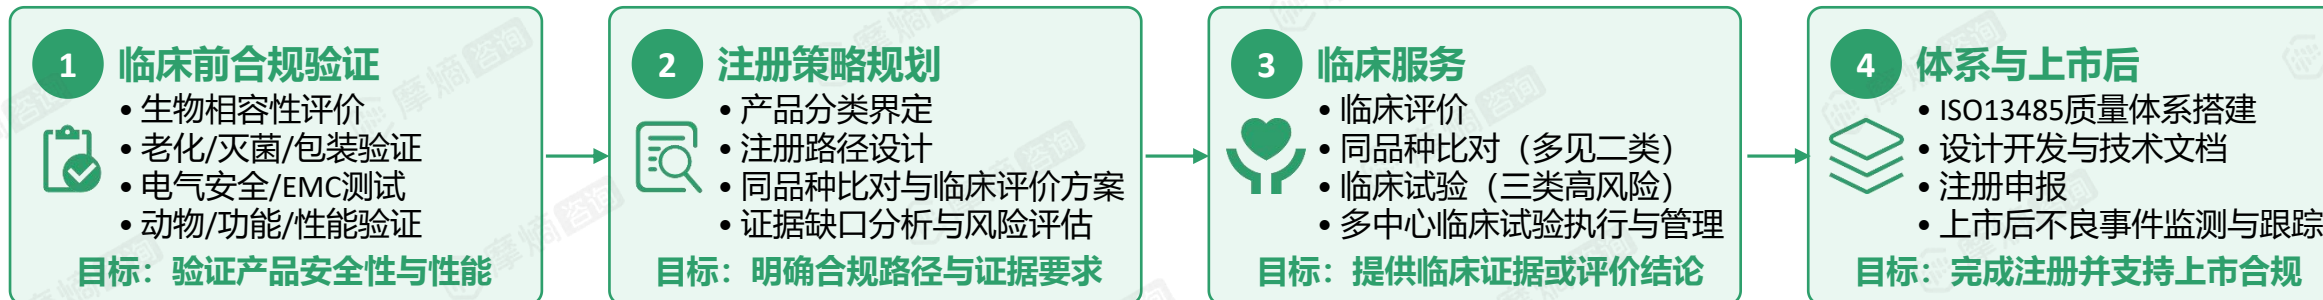 1 临床前合规验证
• 生物相容性评价
• 老化/灭菌/包装验证
• 电气安全/EMC测试
• 动物/功能/性能验证
目标：验证产品安全性与性能
2 注册策略规划
• 产品分类界定
• 注册路径设计
• 同品种比对与临床评价方案
• 证据缺口分析与风险评估
目标：明确合规路径与证据要求
3 临床服务
• 临床评价
• 同品种比对（多见二类）
• 临床试验（三类高风险）
• 多中心临床试验执行与管理
目标：提供临床证据或评价结论
4 体系与上市后
• ISO13485质量体系搭建
• 设计开发与技术文档
• 注册申报
• 上市后不良事件监测与跟踪
目标：完成注册并支持上市合规
摩熵咨询